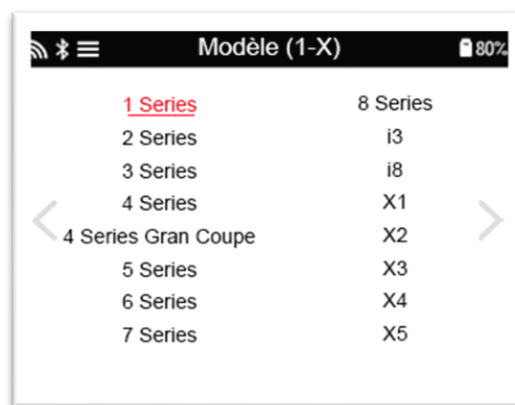 Modèle (1-X)
80%
1 Series
2 Series
3 Series
4 Series
4 Series Gran Coupe
5 Series
6 Series
7 Series
8 Series
i3
i8
X1
X2
X3
X4
X5